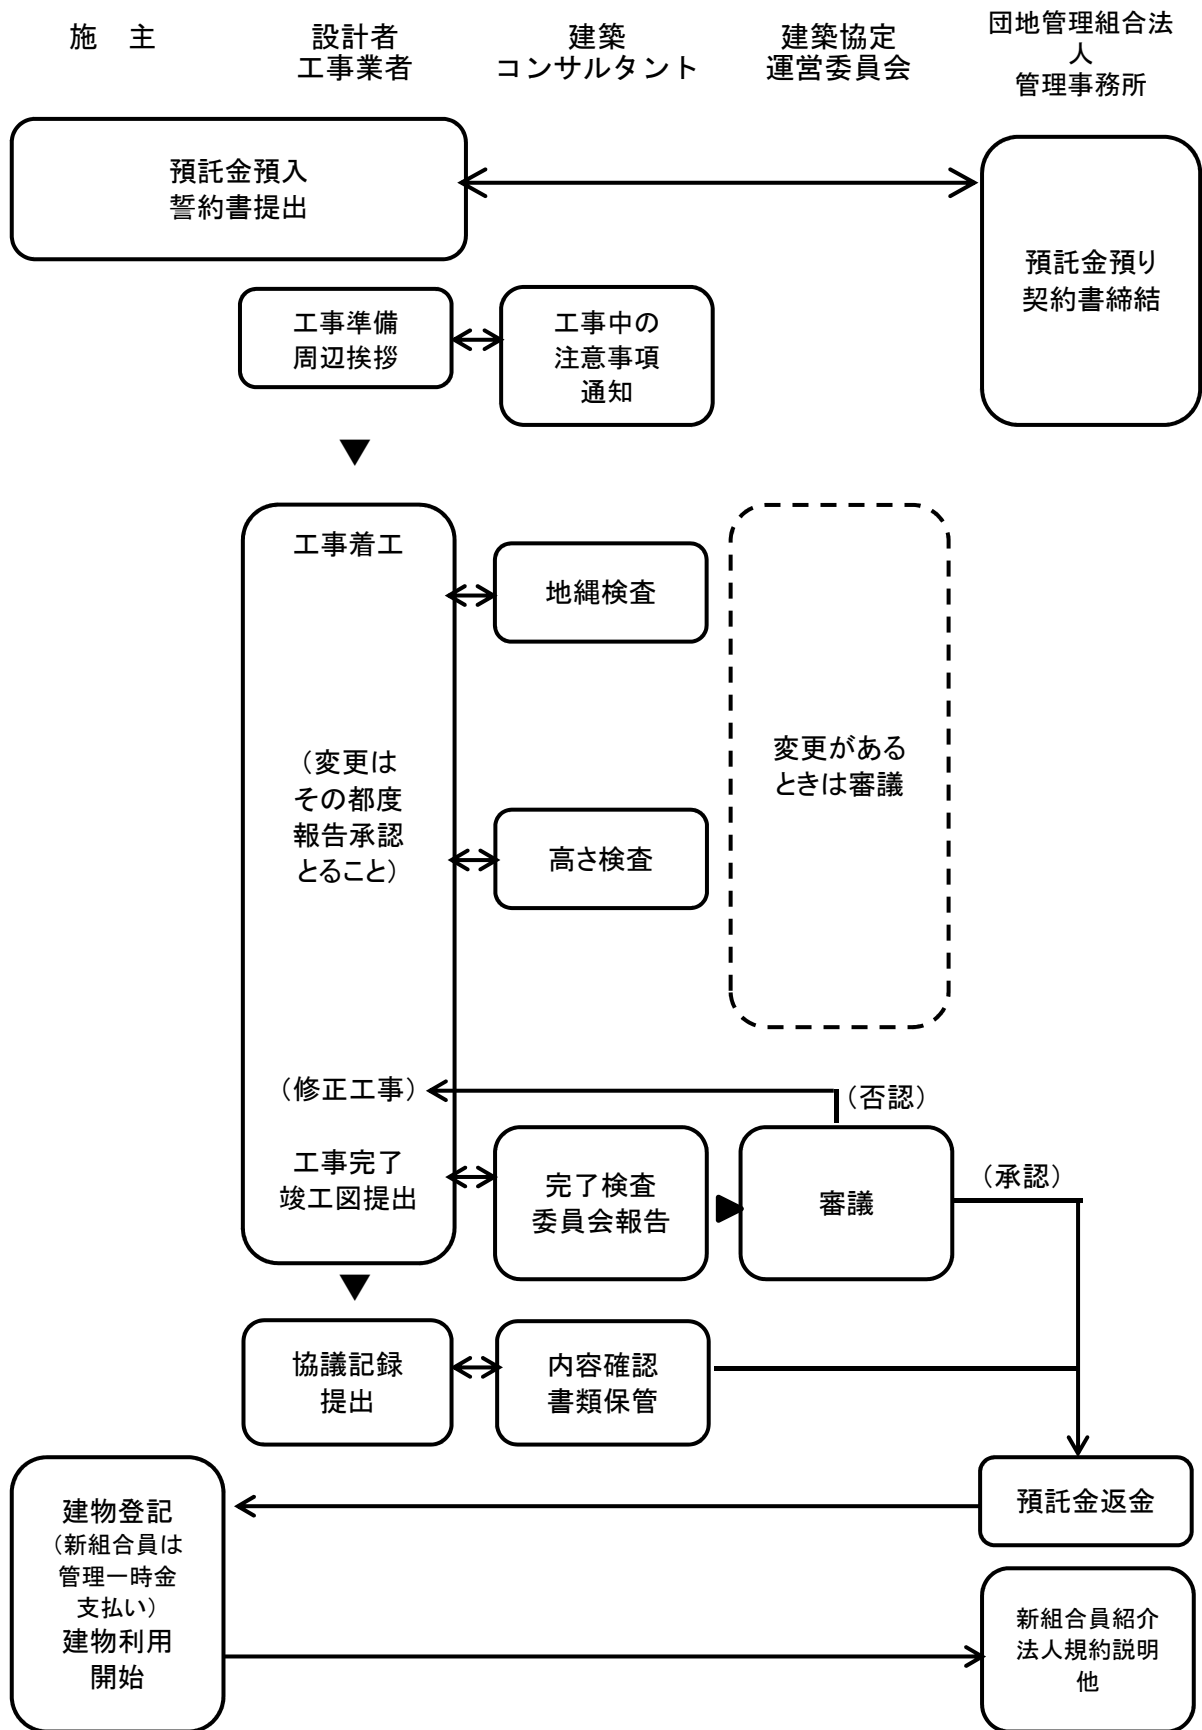 施　主
設計者
工事業者
建築
コンサルタント
建築協定
運営委員会
団地管理組合法
人
管理事務所
預託金預入
誓約書提出
預託金預り
契約書締結
工事準備
周辺挨拶
工事中の
注意事項
通知
工事着工
地縄検査
（変更は
その都度
報告承認
とること）
変更がある
ときは審議
高さ検査
（修正工事）
（否認）
工事完了
竣工図提出
完了検査
委員会報告
審議
（承認）
協議記録
提出
内容確認
書類保管
預託金返金
建物登記
（新組合員は
管理一時金
支払い）
建物利用
開始
新組合員紹介
法人規約説明
他